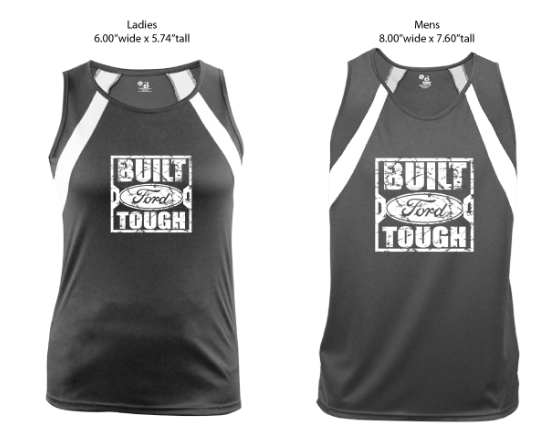 Ladies
6.00"wide x 5.74"tall
Mens
8.00"wide x 7.60"tall
BUILT
Ford
TOUGH
BUILT
Ford
TOUGH